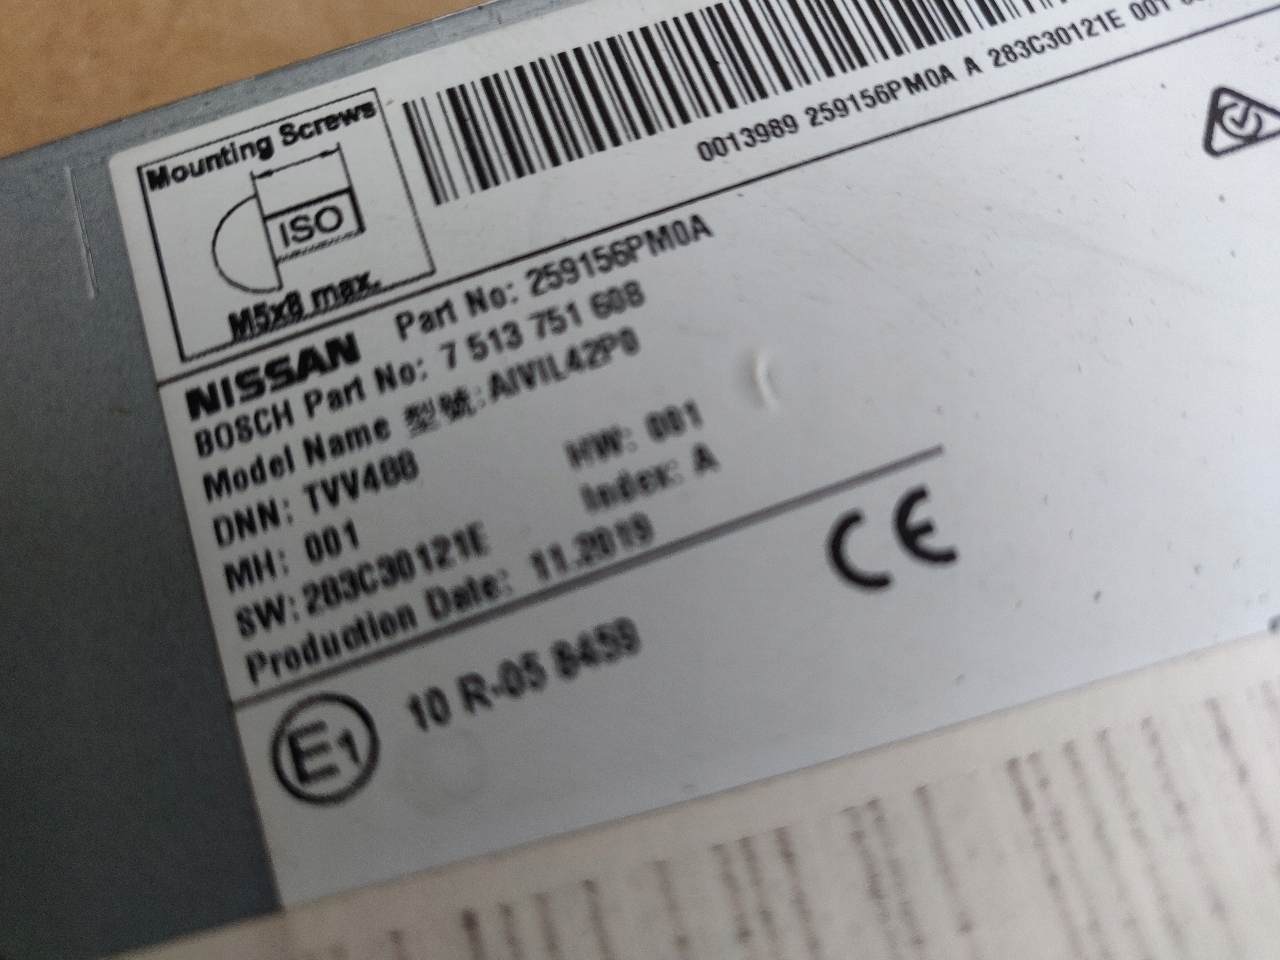 Mounting Screws
ISO
M5x8 max.
0013989 259156PM0A A 283C30121E 001
NISSAN Part No: 259156PM0A
BOSCH Part No: 7 513 751 608
Model Name 型號: AIVIL42P0
DNN: TVV488 HW: 001
MH: 001 Index: A
SW: 283C30121E
Production Date: 11.2019
CE
E1 10 R-05 8459